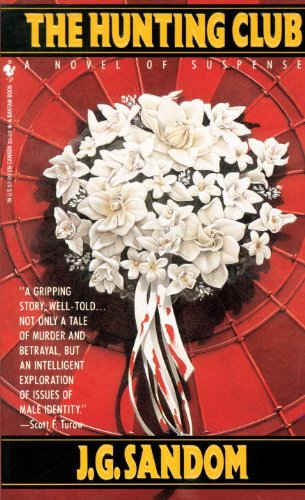 THE HUNTING CLUB
A NOVEL OF SUSPENSE
"A GRIPPING
STORY, WELL-TOLD...
NOT ONLY A TALE
OF MURDER AND
BETRAYAL, BUT
AN INTELLIGENT
EXPLORATION
OF ISSUES OF
MALE IDENTITY."
—SCOTT F. TUROW
J.G. SANDOM